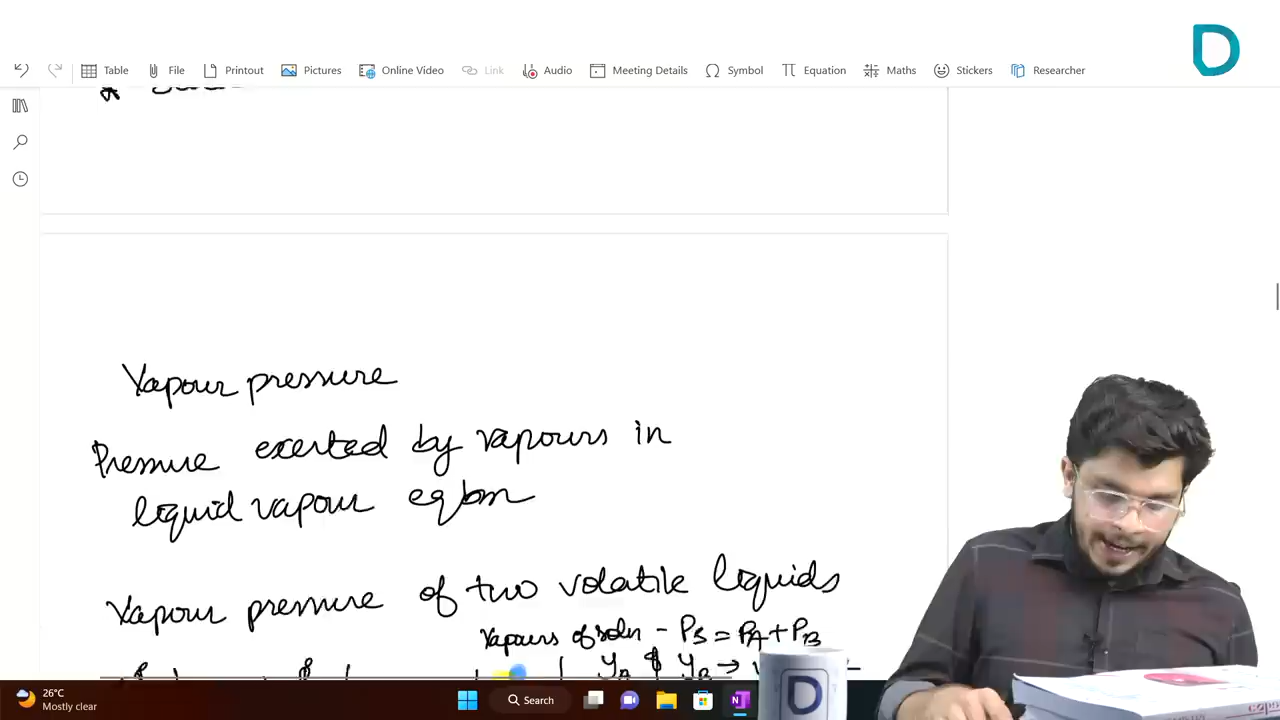 D
Table File Printout Pictures Online Video Link Audio Meeting Details Symbol Equation Maths Stickers Researcher
Vapour pressure
Pressure exerted by vapours in
liquid vapour eqbm
Vapour pressure of two volatile liquids
Vapours of soln - PS = PA + PB
YA & YB →
D
26°C
Mostly clear
Search